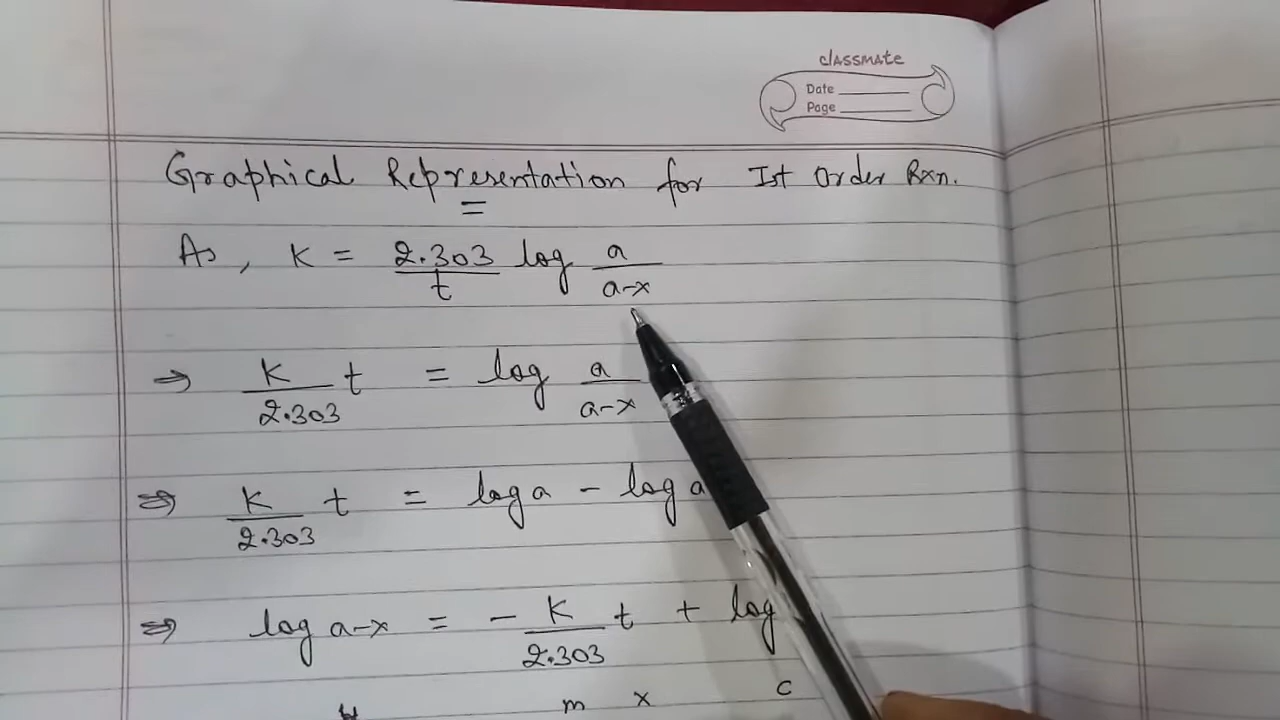 classmate
Date
Page
Graphical Representation for Ist Order Rxn.
As, K = 2.303/t log a/a-x
⇒ K/2.303 t = log a/a-x
⇒ K/2.303 t = log a - log a
⇒ log a-x = - K/2.303 t + log
m x c